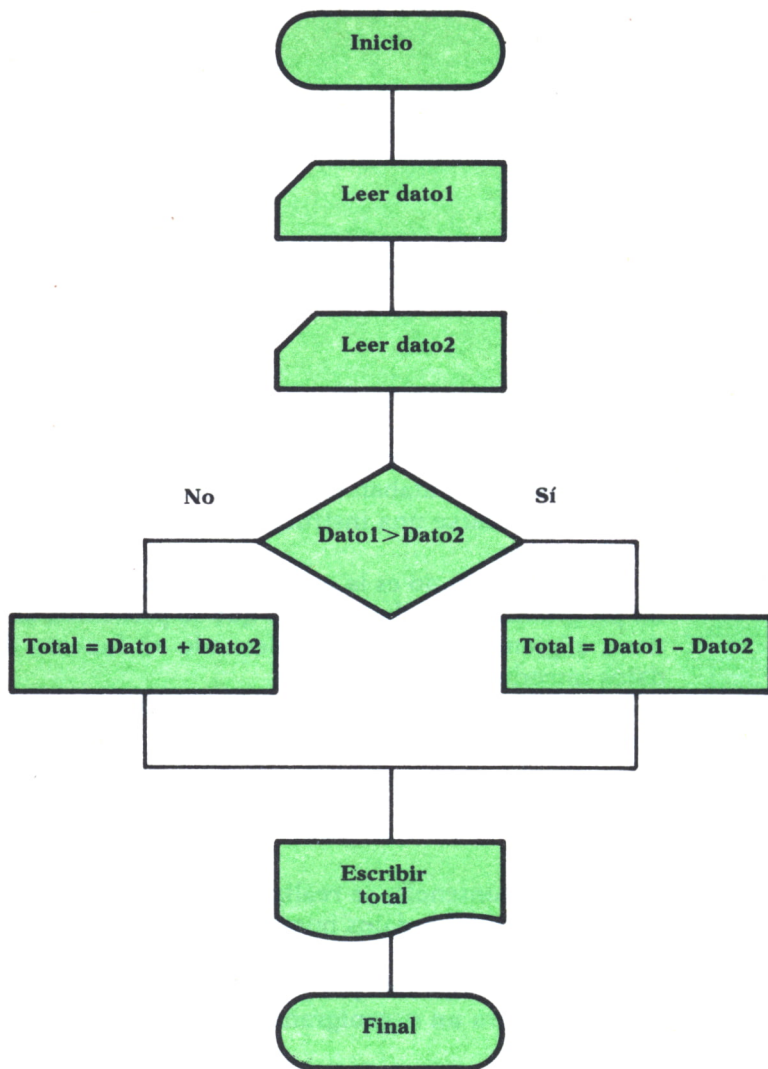 Inicio
Leer dato1
Leer dato2
No
Sí
Dato1>Dato2
Total = Dato1 + Dato2
Total = Dato1 – Dato2
Escribir
total
Final